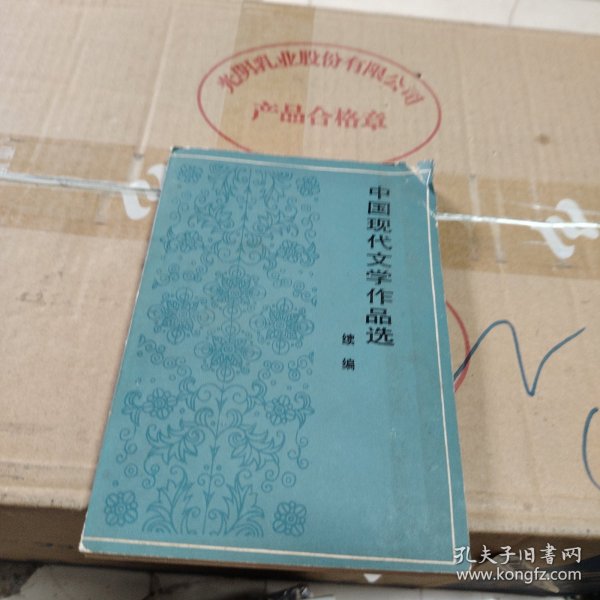 光明乳业股份有限公司
产品合格章
中国现代文学作品选
续编
孔夫子旧书网
www.kongfz.com